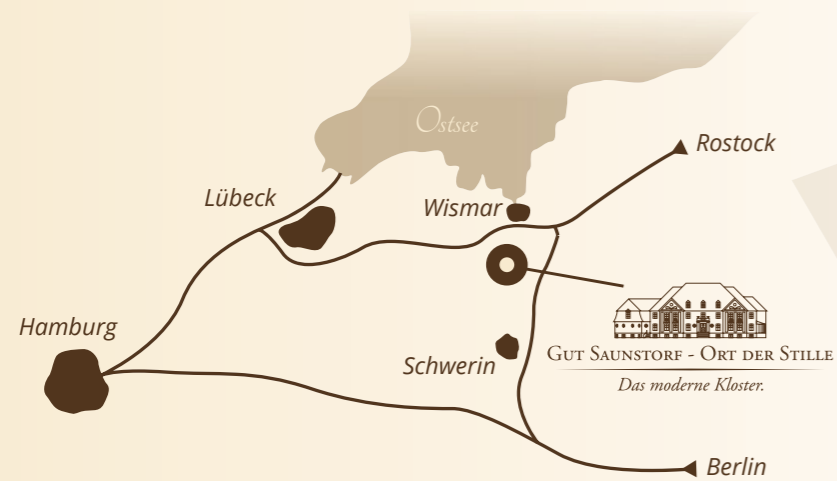 Ostsee
Rostock
Lübeck
Wismar
Hamburg
Schwerin
Gut Saunstorf - Ort der Stille
Das moderne Kloster.
Berlin